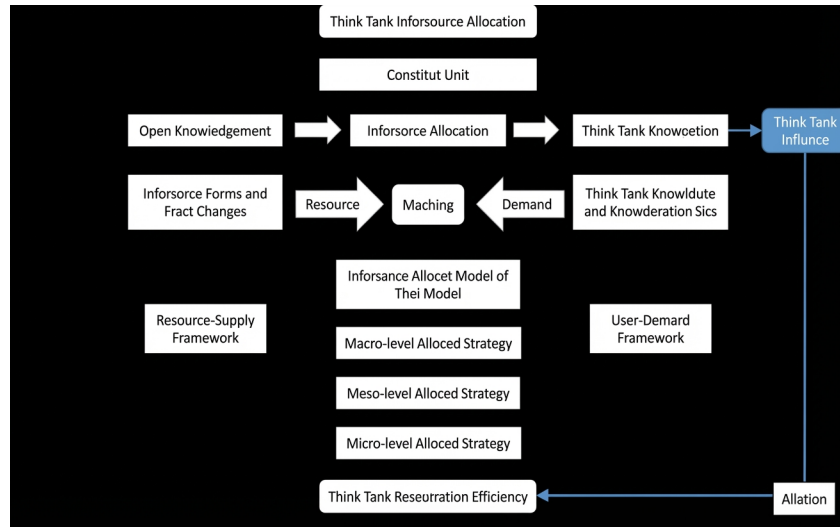 Think Tank Inforsource Allocation
Constitut Unit
Open Knowiedgement
Inforsorce Allocation
Think Tank Knowcetion
Think Tank
Influnce
Inforsorce Forms and
Fract Changes
Resource
Maching
Demand
Think Tank Knowldute
and Knowderation Sics
Inforsance Allocet Model of
Thei Model
Resource-Supply
Framework
User-Demard
Framework
Macro-level Alloced Strategy
Meso-level Alloced Strategy
Micro-level Alloced Strategy
Think Tank Reseurration Efficiency
Allation